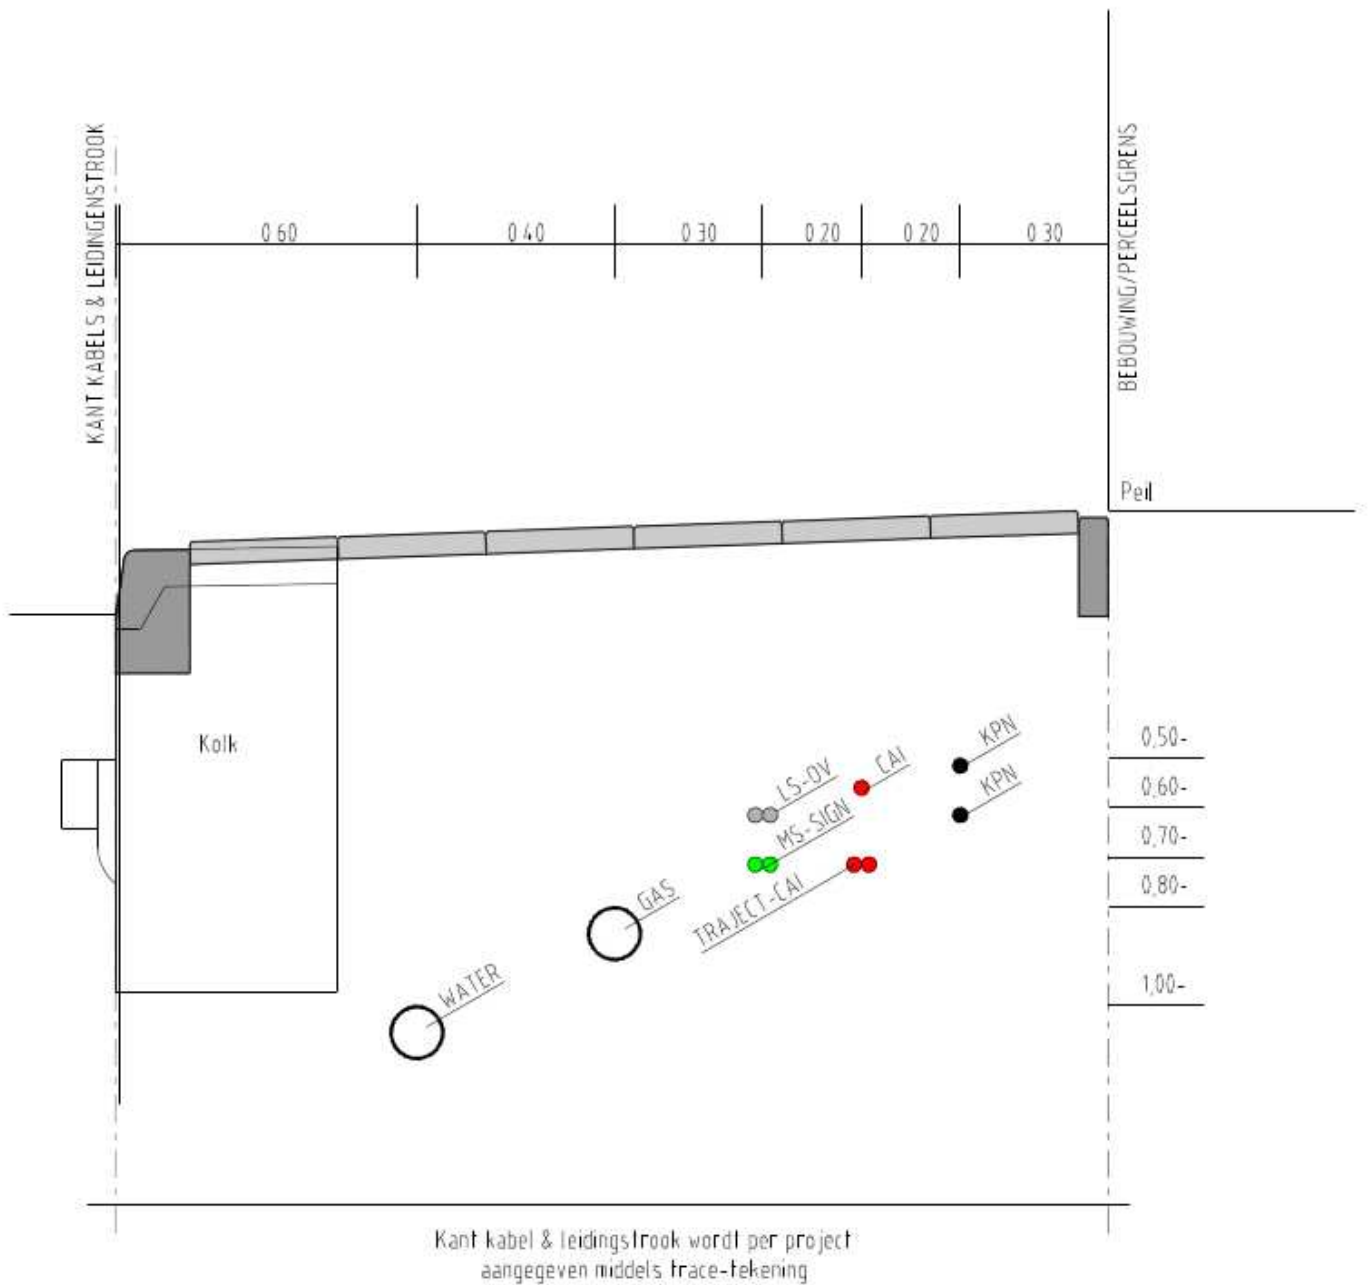 KANT KABELS & LEIDINGENSTROOK
BEBOUWING/PERCEELSGRENS
0.60
0.40
0.30
0.20
0.20
0.30
Peil
Kolk
KPN
CAI
KPN
LS-OV
MS-SIGN
TRAJECT-CAI
GAS
WATER
0,50-
0,60-
0,70-
0,80-
1,00-
Kant kabel & leidingstrook wordt per project
aangegeven middels trace-tekening